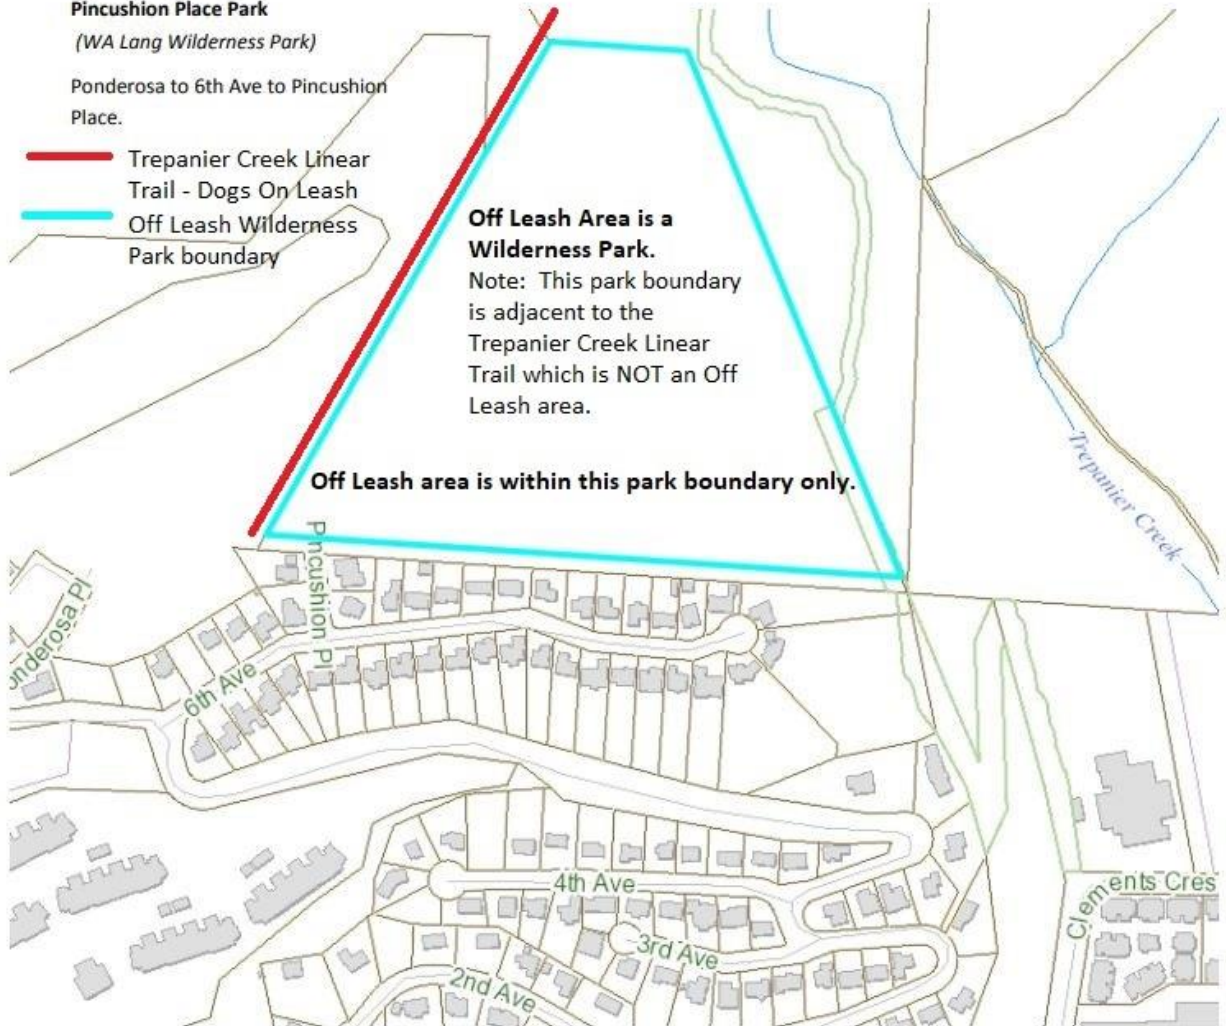 Pincushion Place Park
(WA Lang Wilderness Park)
Ponderosa to 6th Ave to Pincushion
Place.
Trepanier Creek Linear
Trail - Dogs On Leash
Off Leash Wilderness
Park boundary
Off Leash Area is a
Wilderness Park.
Note: This park boundary
is adjacent to the
Trepanier Creek Linear
Trail which is NOT an Off
Leash area.
Off Leash area is within this park boundary only.
Trepanier Creek
Pincushion Pl
onderosa Pl
6th Ave
4th Ave
3rd Ave
2nd Ave
Clements Cres